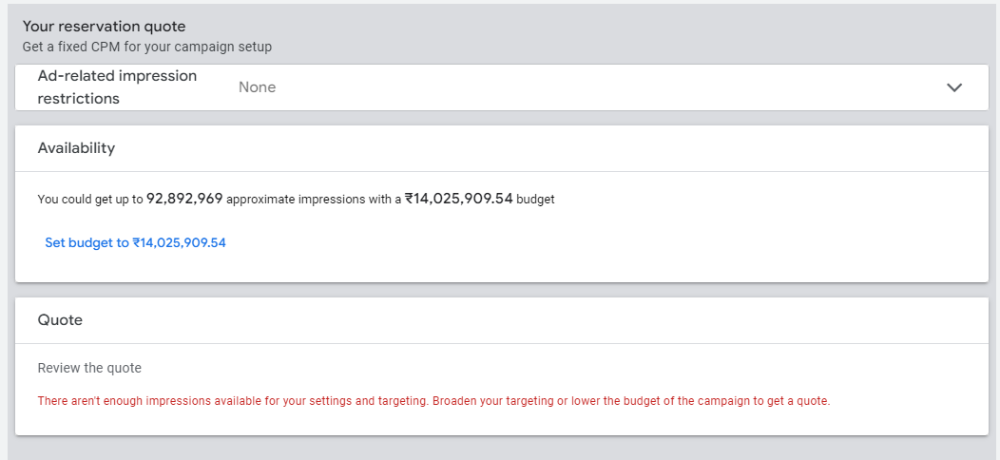 Your reservation quote
Get a fixed CPM for your campaign setup
Ad-related impression
restrictions
None
Availability
You could get up to 92,892,969 approximate impressions with a ₹14,025,909.54 budget
Set budget to ₹14,025,909.54
Quote
Review the quote
There aren't enough impressions available for your settings and targeting. Broaden your targeting or lower the budget of the campaign to get a quote.